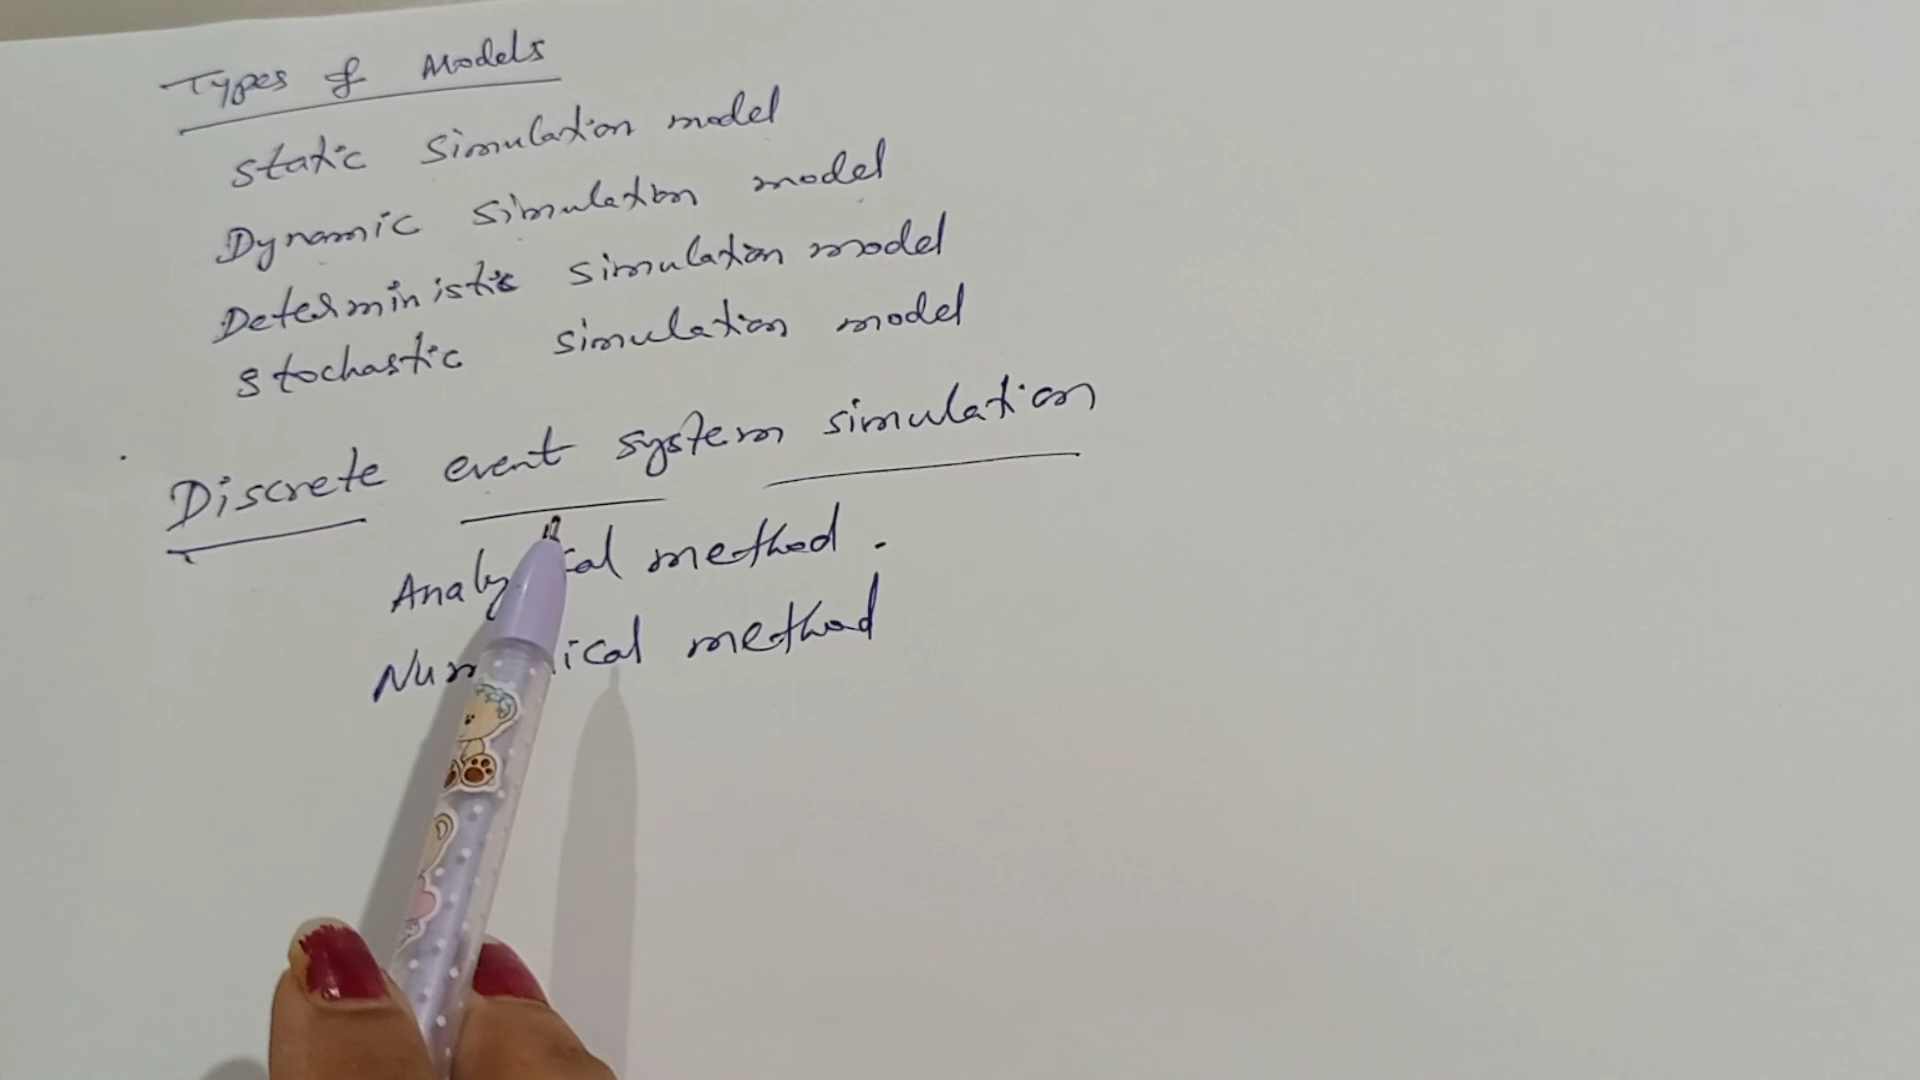 Types of Models
Static simulation model
Dynamic simulation model
Deterministic simulation model
Stochastic simulation model
Discrete event system simulation
method.
method